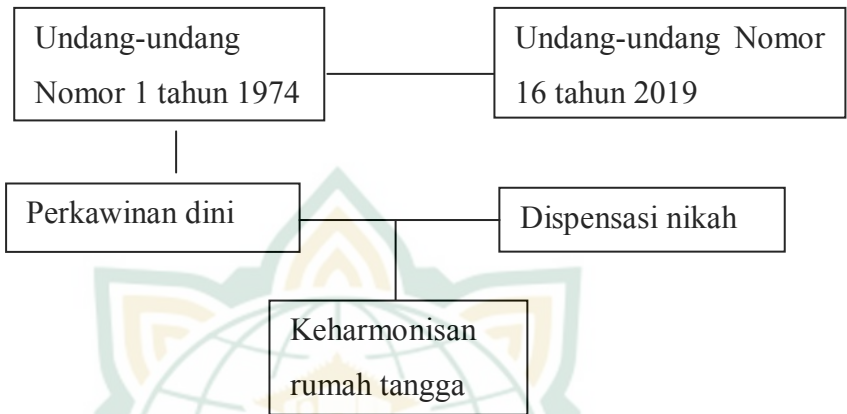 Undang-undang
Nomor 1 tahun 1974
Undang-undang Nomor
16 tahun 2019
Perkawinan dini
Dispensasi nikah
Keharmonisan
rumah tangga